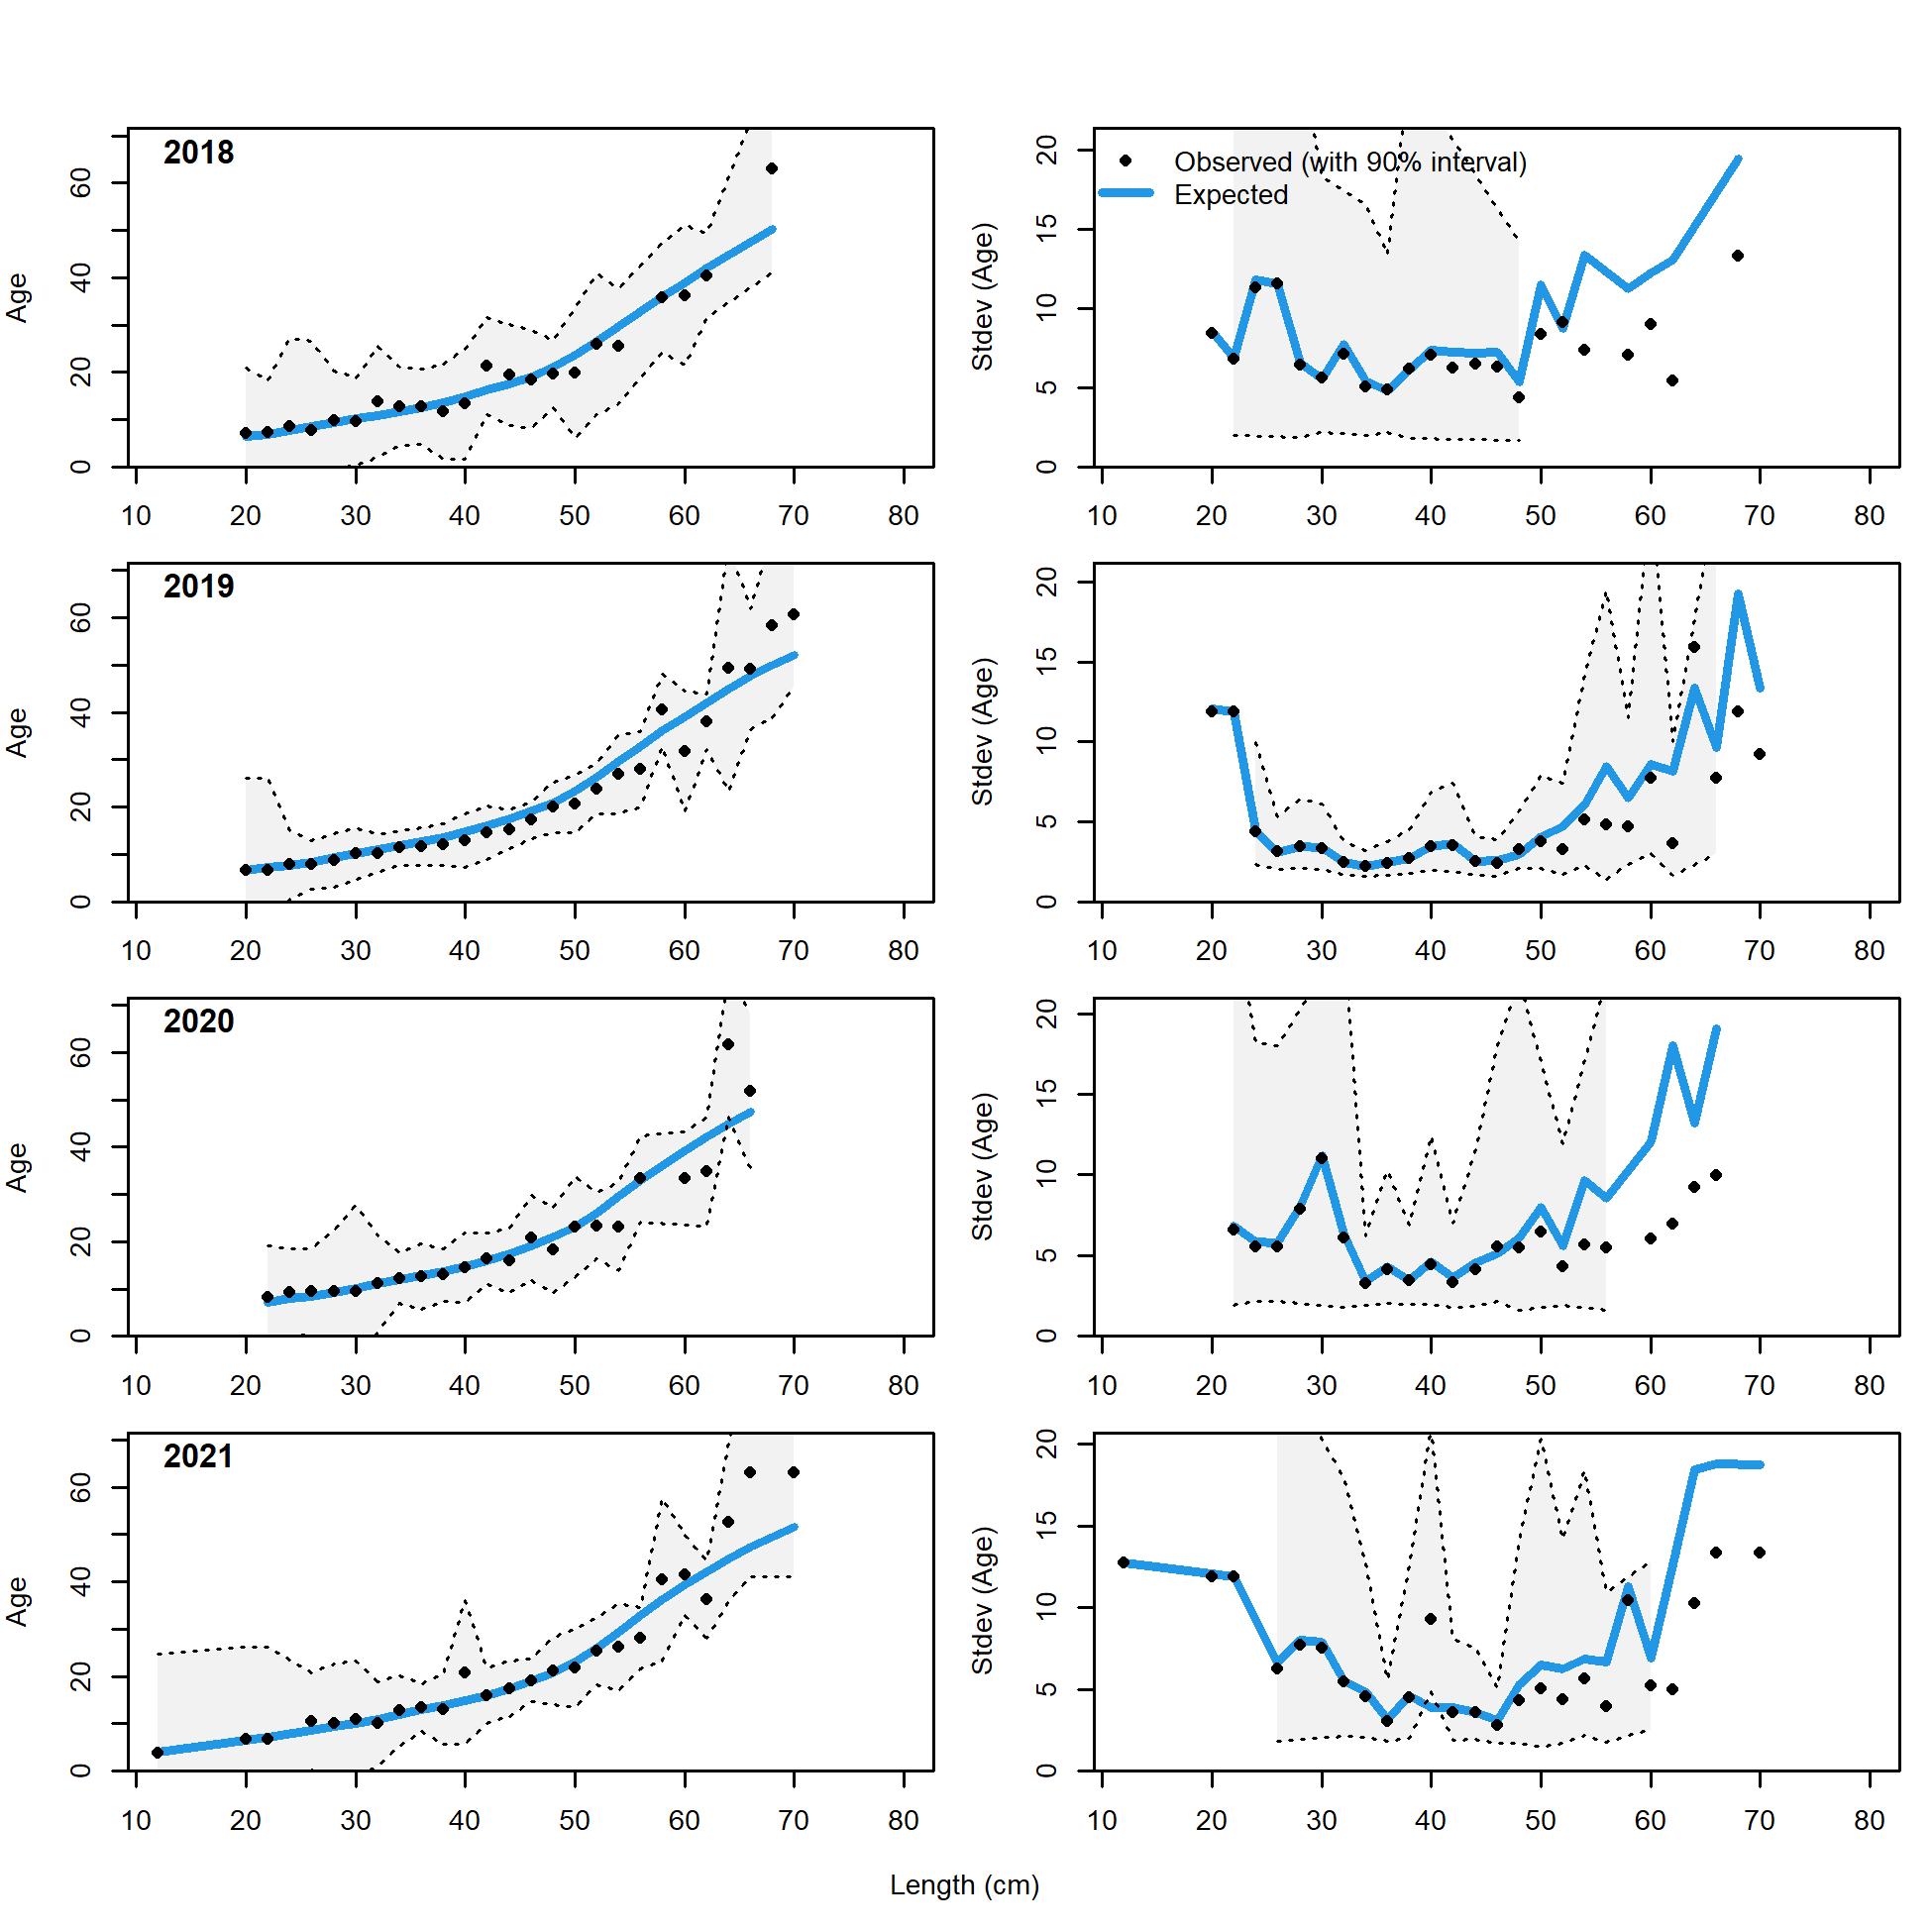 2018
Age
0 20 40 60
10 20 30 40 50 60 70 80
Observed (with 90% interval)
Expected
Stdev (Age)
0 5 10 15 20
10 20 30 40 50 60 70 80
2019
Age
0 20 40 60
10 20 30 40 50 60 70 80
Stdev (Age)
0 5 10 15 20
10 20 30 40 50 60 70 80
2020
Age
0 20 40 60
10 20 30 40 50 60 70 80
Stdev (Age)
0 5 10 15 20
10 20 30 40 50 60 70 80
2021
Age
0 20 40 60
10 20 30 40 50 60 70 80
Stdev (Age)
0 5 10 15 20
10 20 30 40 50 60 70 80
Length (cm)